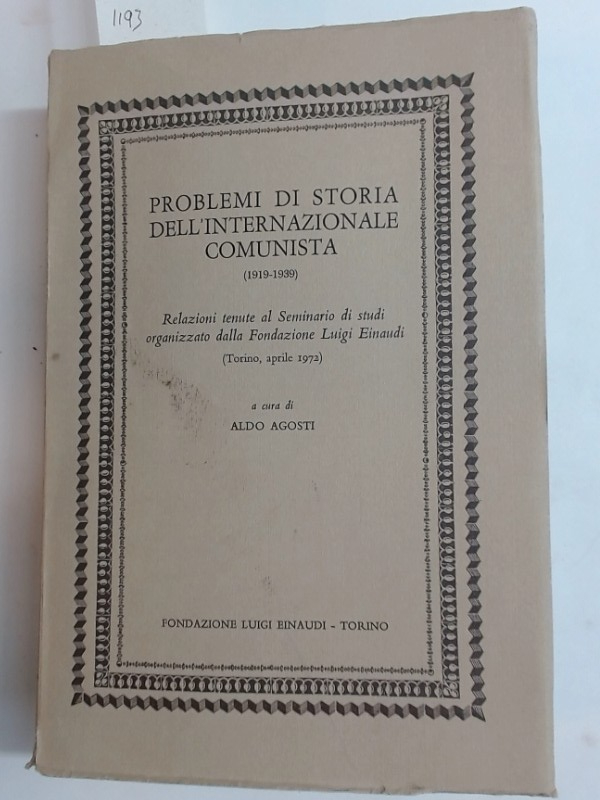 1193
PROBLEMI DI STORIA
DELL'INTERNAZIONALE
COMUNISTA
(1919-1939)
Relazioni tenute al Seminario di studi
organizzato dalla Fondazione Luigi Einaudi
(Torino, aprile 1972)
a cura di
ALDO AGOSTI
FONDAZIONE LUIGI EINAUDI - TORINO